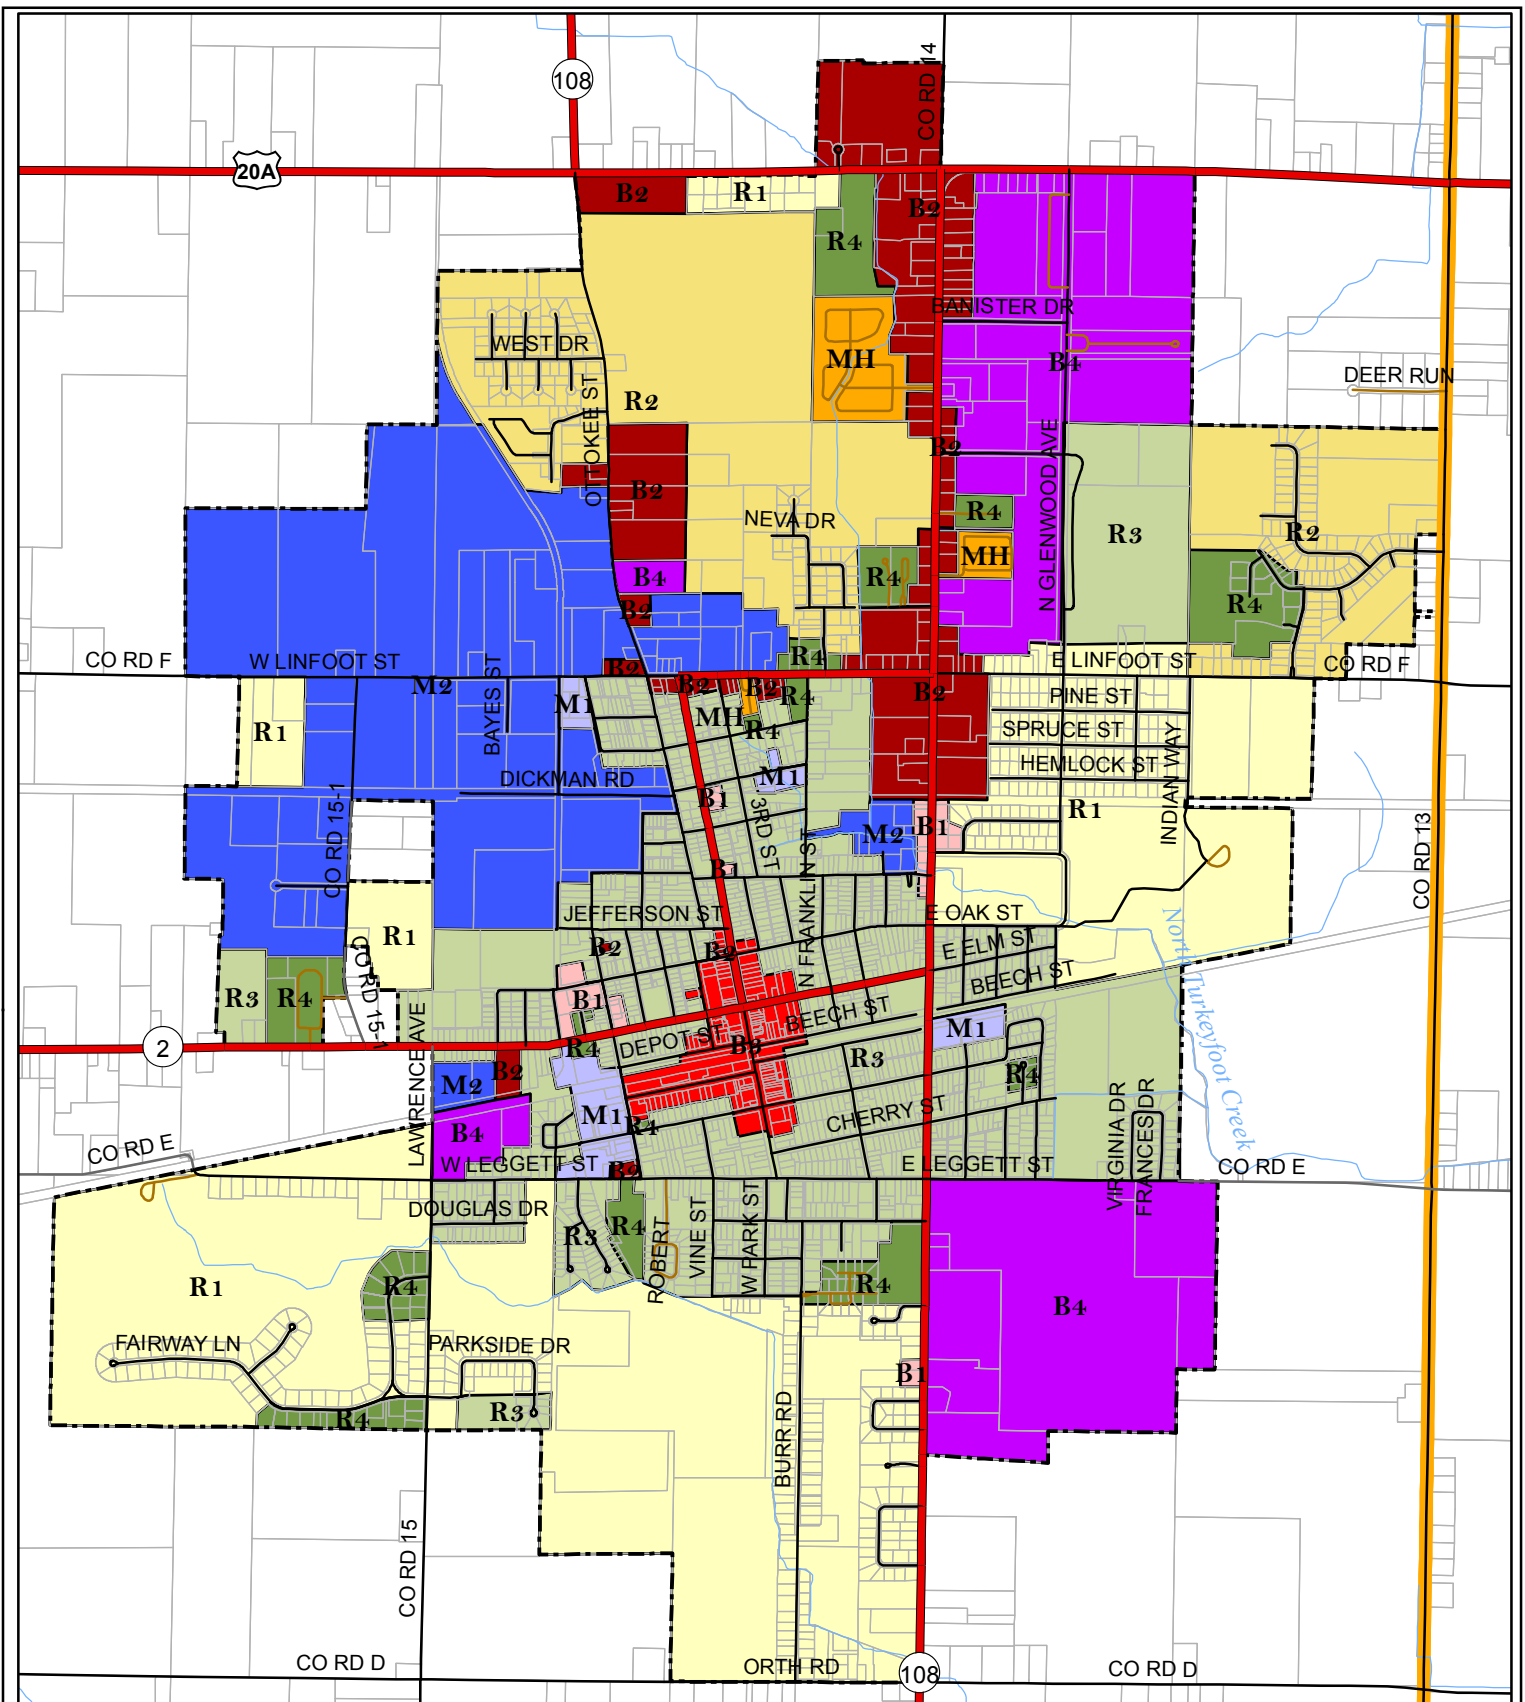 CO RD 14
108
20A
B2
R1
B2
R4
BANISTER DR
WEST DR
MH
B4
DEER RUN
OTTOKEE ST
R2
B2
N GLENWOOD AVE
B2
R4
NEVA DR
R3
R2
MH
B4
R4
R4
B2
CO RD F
W LINFOOT ST
B2
R4
E LINFOOT ST
CO RD F
M2
BAYES ST
M1
B2
B2
R4
B2
PINE ST
MH
R4
R1
SPRUCE ST
INDIAN WAY
HEMLOCK ST
DICKMAN RD
M1
B1
3RD ST
R1
CO RD 15-1
M2
B1
N FRANKLIN ST
CO RD 13
B1
JEFFERSON ST
E OAK ST
R1
B2
B2
E ELM ST
North Turkeyfoot Creek
CO RD 15-1
BEECH ST
R3
R4
B1
BEECH ST
M1
2
R4
DEPOT ST
B3
R3
LAWRENCE AVE
M2
B2
R4
M1
R4
CHERRY ST
VIRGINIA DR
FRANCES DR
CO RD E
B4
W LEGGETT ST
B2
E LEGGETT ST
CO RD E
DOUGLAS DR
R3
R4
ROBERT
VINE ST
W PARK ST
R1
R4
R4
B4
FAIRWAY LN
PARKSIDE DR
B1
R4
R3
BURR RD
CO RD 15
CO RD D
ORTH RD
108
CO RD D